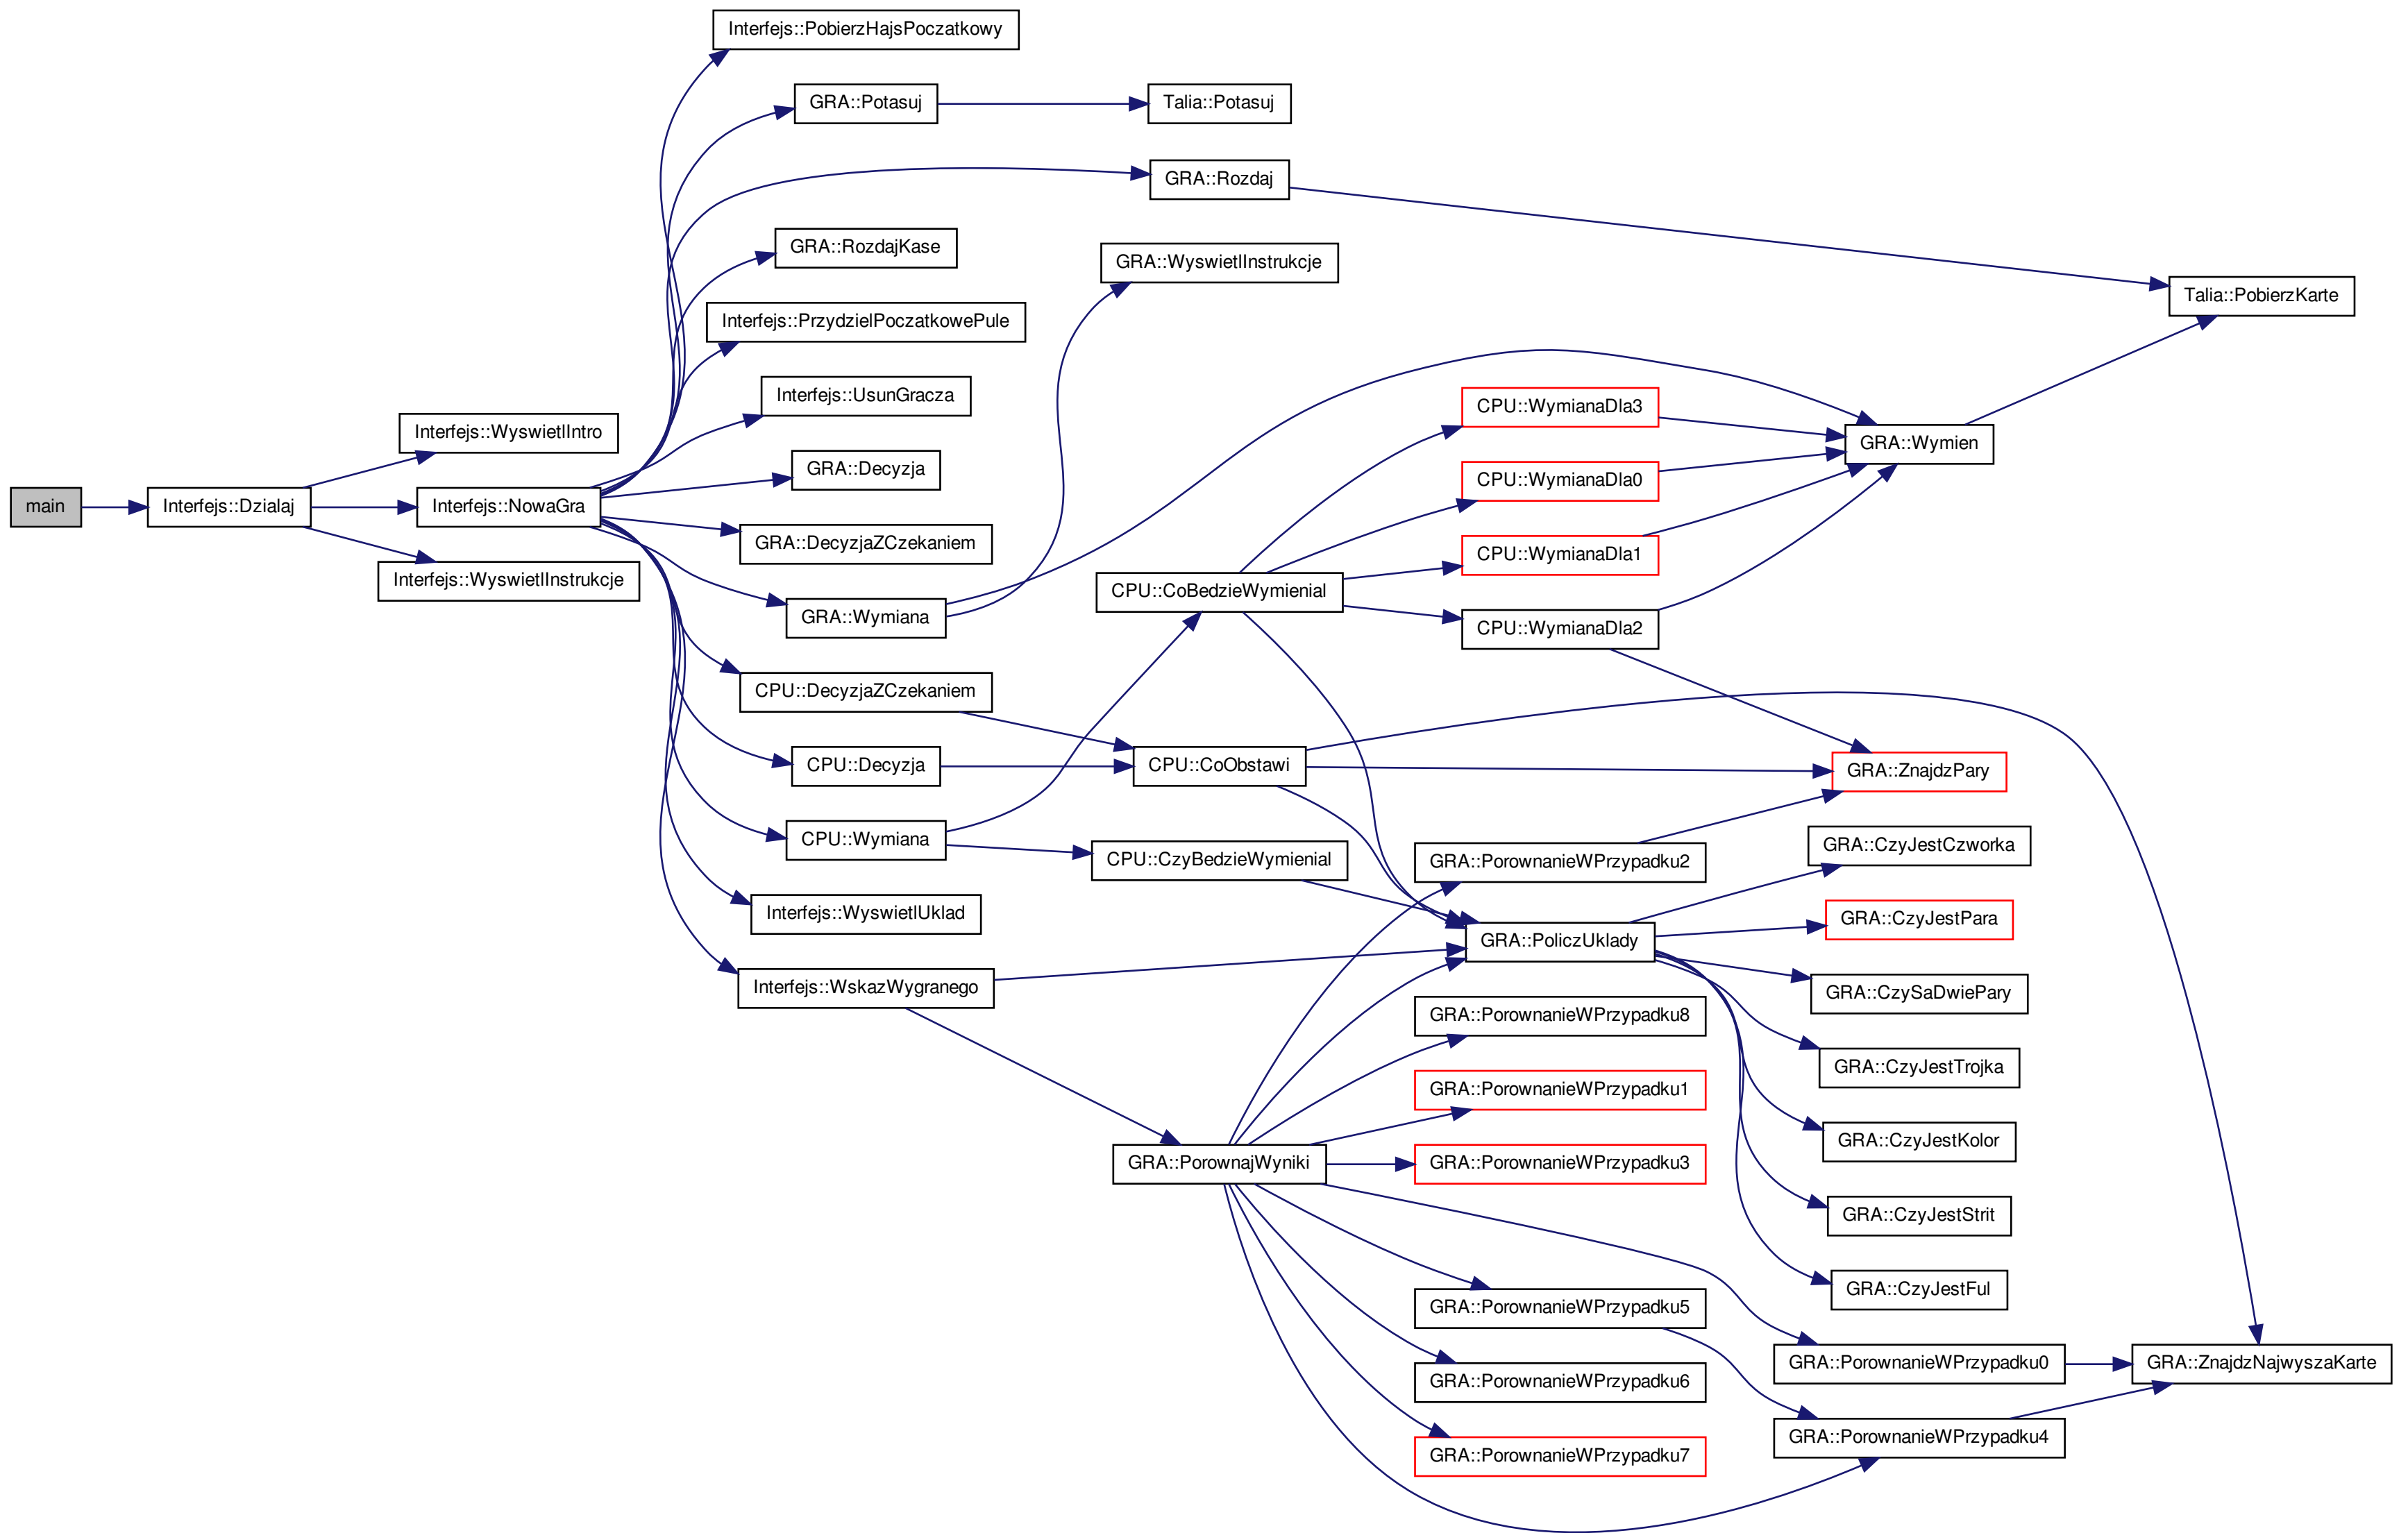 main
Interfejs::Dzialaj
Interfejs::WyswietlIntro
Interfejs::NowaGra
Interfejs::WyswietlInstrukcje
Interfejs::PobierzHajsPoczatkowy
GRA::Potasuj
Talia::Potasuj
GRA::Rozdaj
GRA::RozdajKase
GRA::WyswietlInstrukcje
Talia::PobierzKarte
Interfejs::PrzydzielPoczatkowePule
Interfejs::UsunGracza
GRA::Decyzja
GRA::DecyzjaZCzekaniem
GRA::Wymiana
CPU::DecyzjaZCzekaniem
CPU::Decyzja
CPU::Wymiana
Interfejs::WyswietlUklad
Interfejs::WskazWygranego
CPU::CoBedzieWymienial
CPU::CoObstawi
CPU::CzyBedzieWymienial
GRA::PorownajWyniki
CPU::WymianaDla3
CPU::WymianaDla0
CPU::WymianaDla1
CPU::WymianaDla2
GRA::Wymien
GRA::ZnajdzPary
GRA::PorownanieWPrzypadku2
GRA::PoliczUklady
GRA::PorownanieWPrzypadku8
GRA::PorownanieWPrzypadku1
GRA::PorownanieWPrzypadku3
GRA::PorownanieWPrzypadku5
GRA::PorownanieWPrzypadku6
GRA::PorownanieWPrzypadku7
GRA::CzyJestCzworka
GRA::CzyJestPara
GRA::CzySaDwiePary
GRA::CzyJestTrojka
GRA::CzyJestKolor
GRA::CzyJestStrit
GRA::CzyJestFul
GRA::PorownanieWPrzypadku0
GRA::PorownanieWPrzypadku4
GRA::ZnajdzNajwyszaKarte